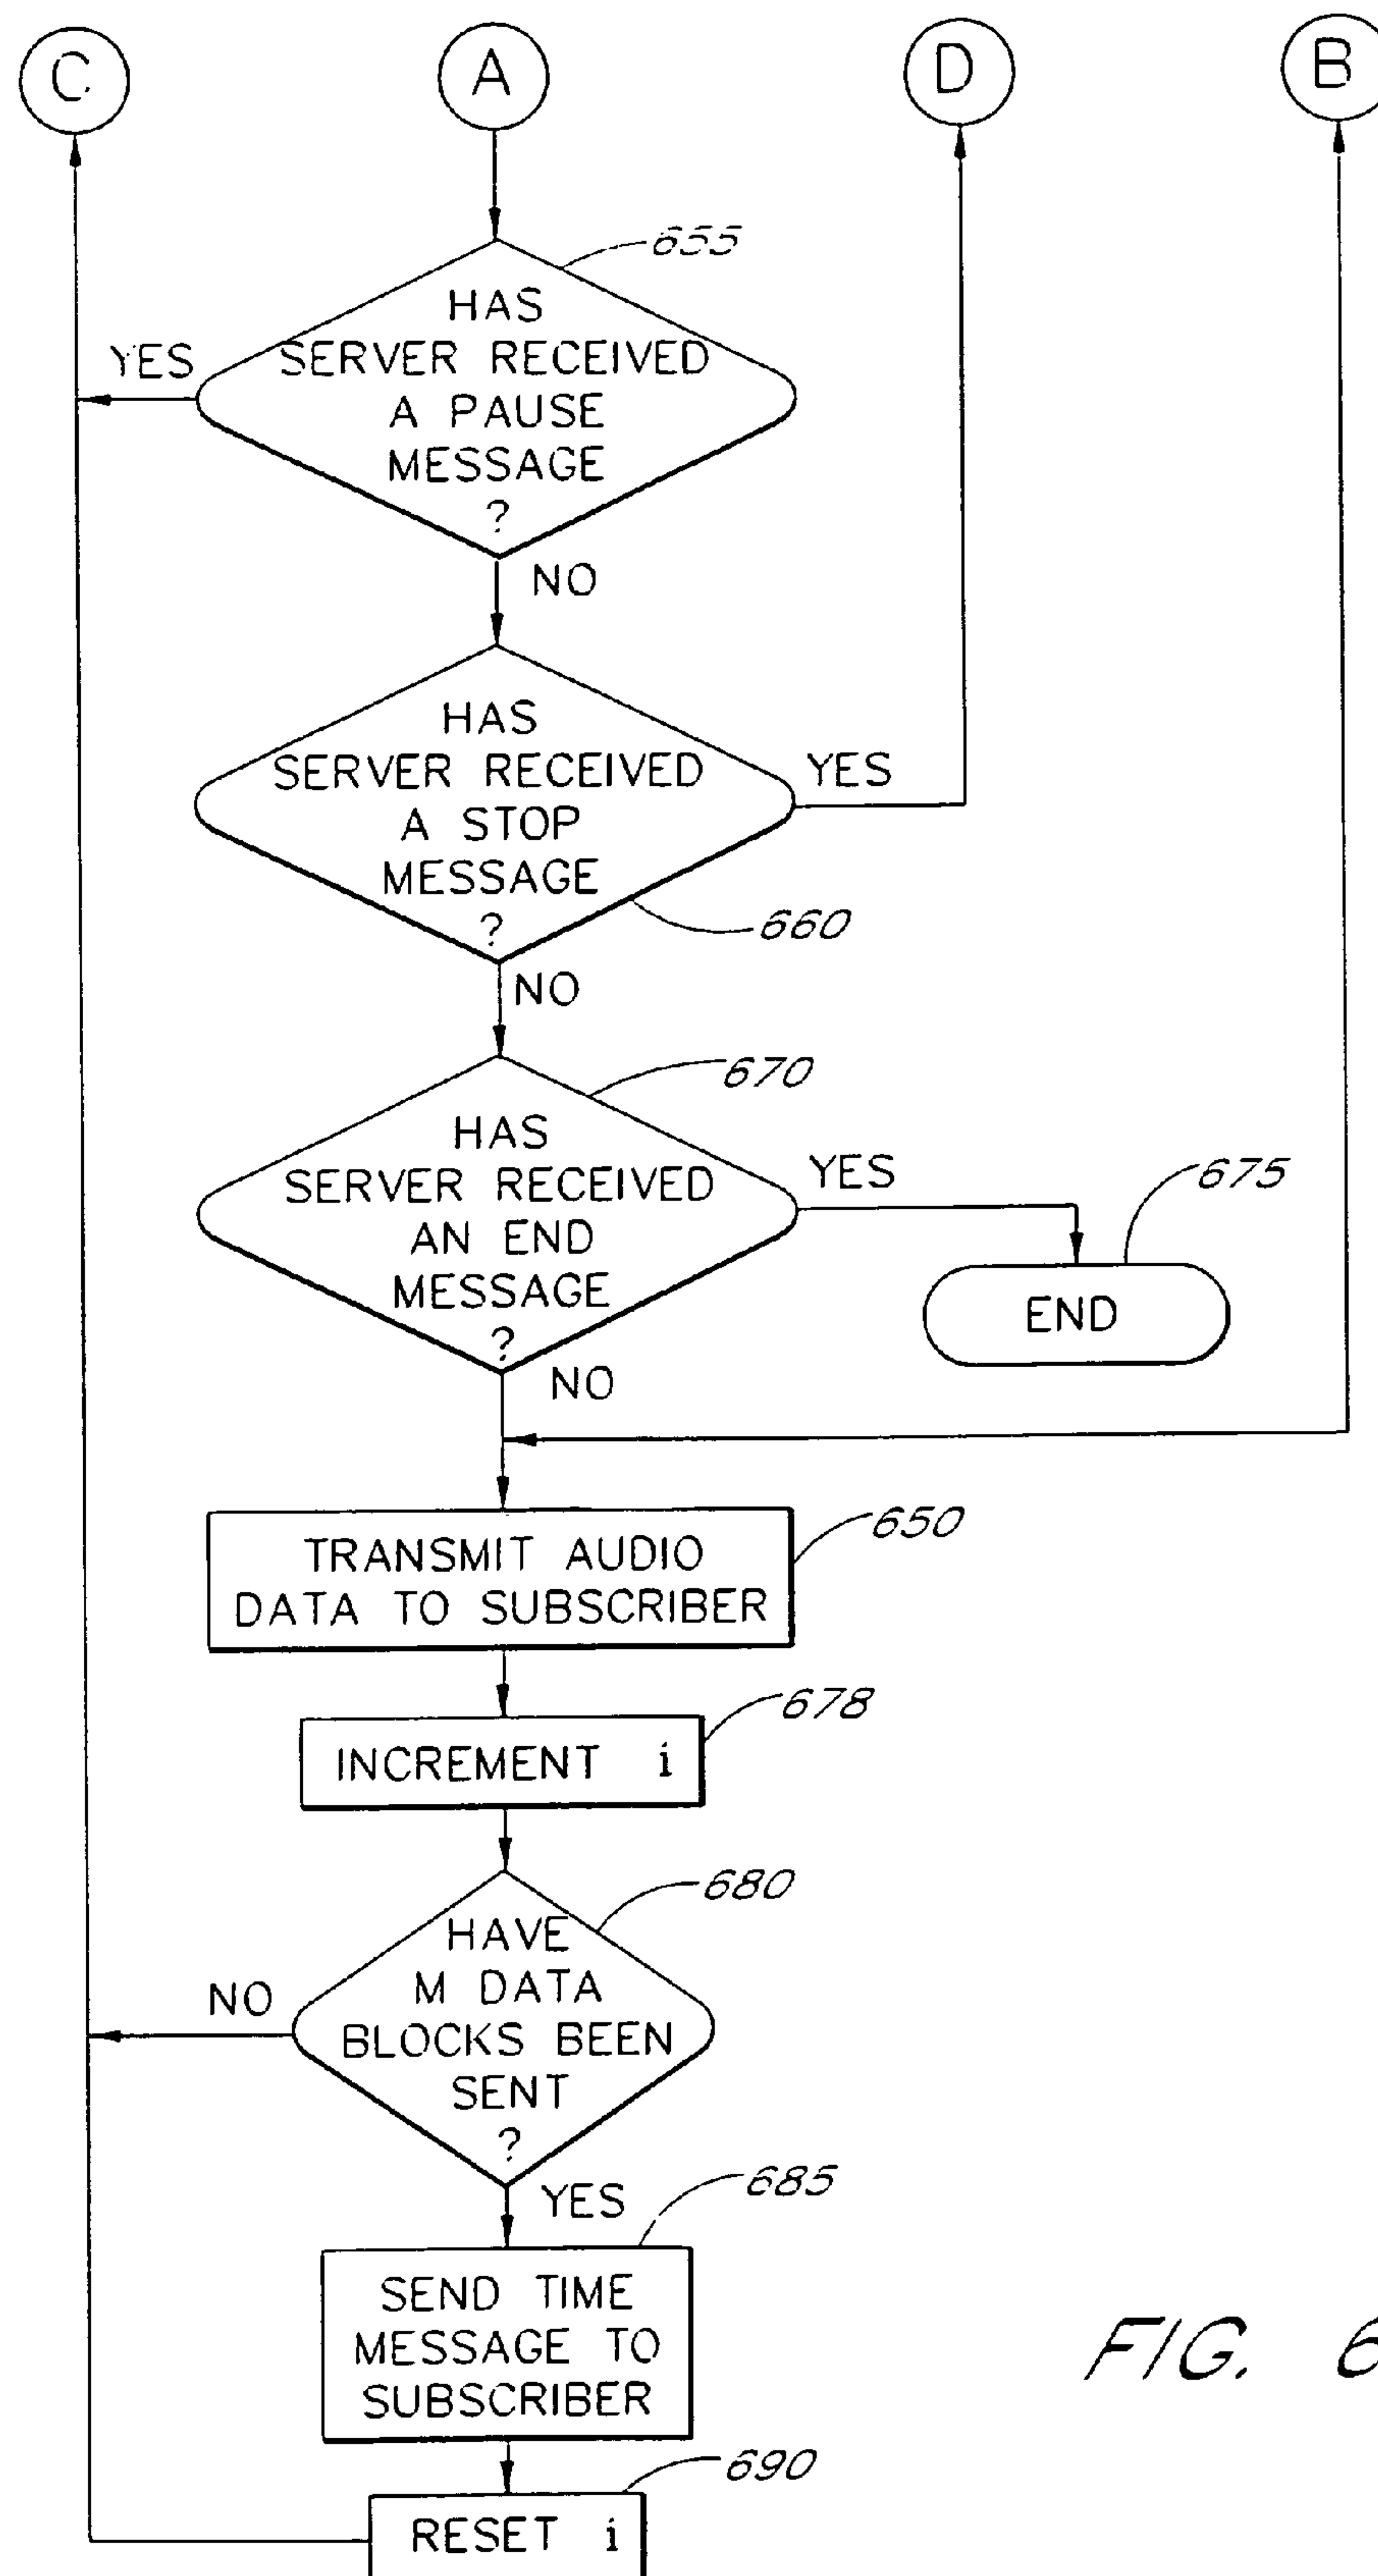 C
A
D
B
655
HAS
SERVER RECEIVED
A PAUSE
MESSAGE
?
YES
NO
HAS
SERVER RECEIVED
A STOP
MESSAGE
?
YES
660
NO
670
HAS
SERVER RECEIVED
AN END
MESSAGE
?
YES
675
END
NO
650
TRANSMIT AUDIO
DATA TO SUBSCRIBER
678
INCREMENT i
680
HAVE
M DATA
BLOCKS BEEN
SENT
?
NO
YES
685
SEND TIME
MESSAGE TO
SUBSCRIBER
690
RESET i
FIG. 6